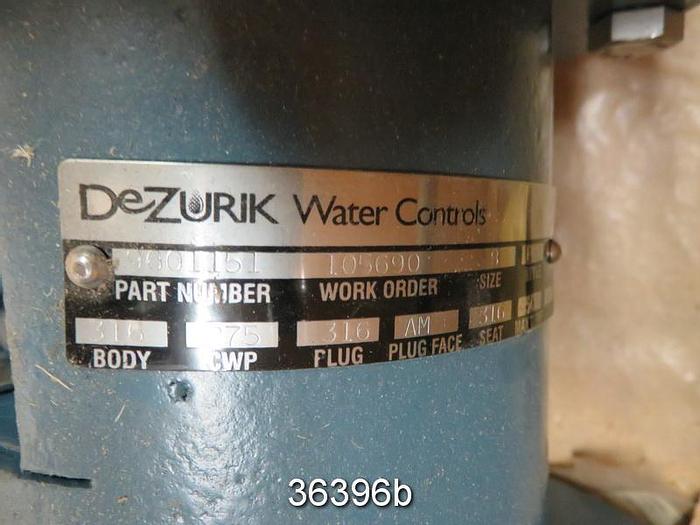 DeZURIK Water Controls
105690 8
PART NUMBER WORK ORDER SIZE
316 275 316 AM 316
BODY CWP PLUG PLUG FACE SEAT
36396b